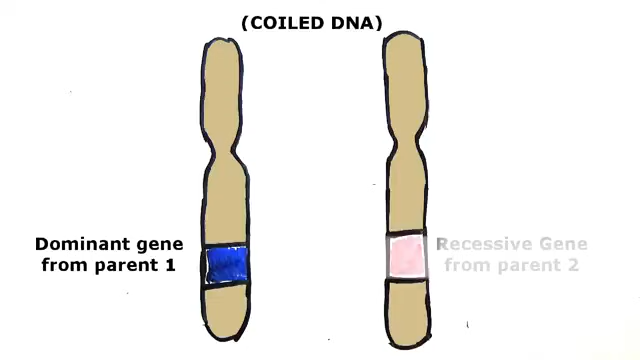 (COILED DNA)
Dominant gene
from parent 1
Recessive Gene
from parent 2